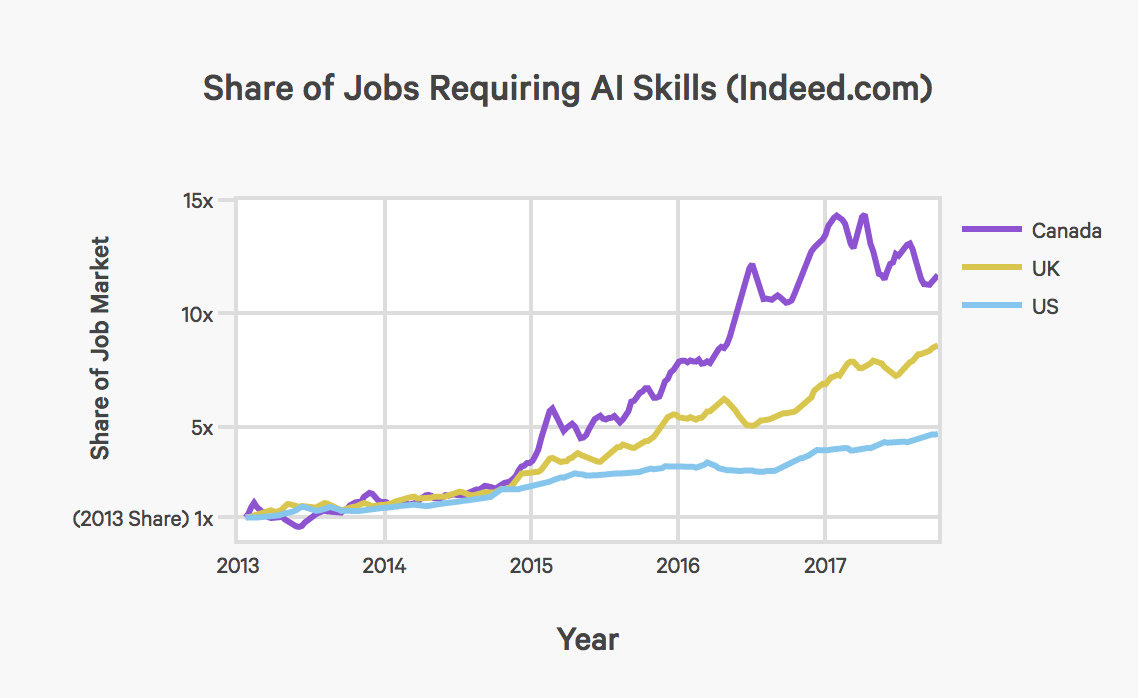 Share of Jobs Requiring AI Skills (Indeed.com)
Share of Job Market
15x
10x
5x
(2013 Share) 1x
2013 2014 2015 2016 2017
Year
Canada
UK
US